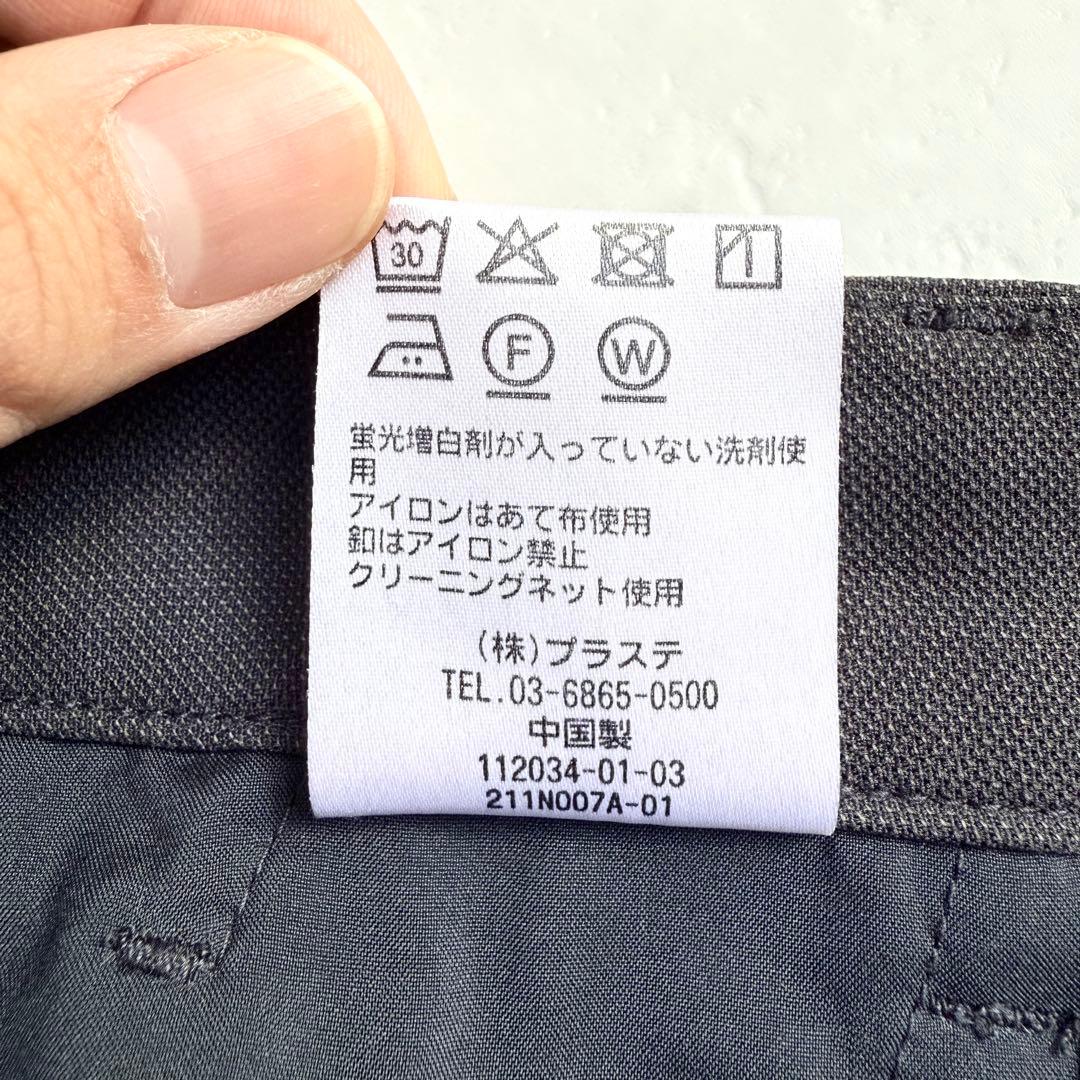 30
F W
蛍光増白剤が入っていない洗剤使
用
アイロンはあて布使用
釦はアイロン禁止
クリーニングネット使用
(株)プラステ
TEL.03-6865-0500
中国製
112034-01-03
211N007A-01